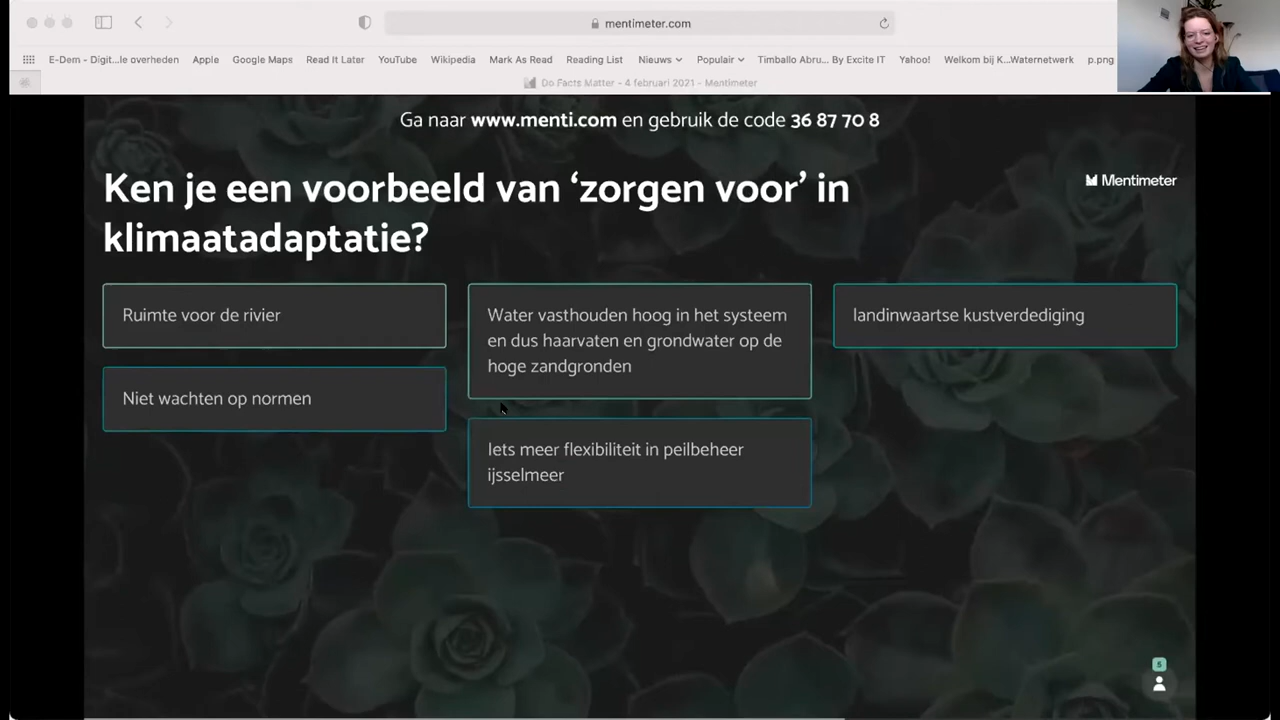 mentimeter.com
E-Dem - Digit...le overheden Apple Google Maps Read It Later YouTube Wikipedia Mark As Read Reading List Nieuws Populair Timballo Abru... By Excite IT Yahoo! Welkom bij K...Waternetwerk p.png
Do Facts Matter - 4 februari 2021 - Mentimeter
Ga naar www.menti.com en gebruik de code 36 87 70 8
Mentimeter
Ken je een voorbeeld van ‘zorgen voor’ in
klimaatadaptatie?
Ruimte voor de rivier
Niet wachten op normen
Water vasthouden hoog in het systeem
en dus haarvaten en grondwater op de
hoge zandgronden
Iets meer flexibiliteit in peilbeheer
ijsselmeer
landinwaartse kustverdediging
5